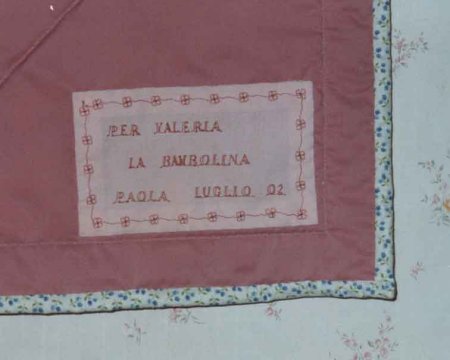 PER VALERIA
LA BAMBOLINA
PAOLA LUGLIO 02